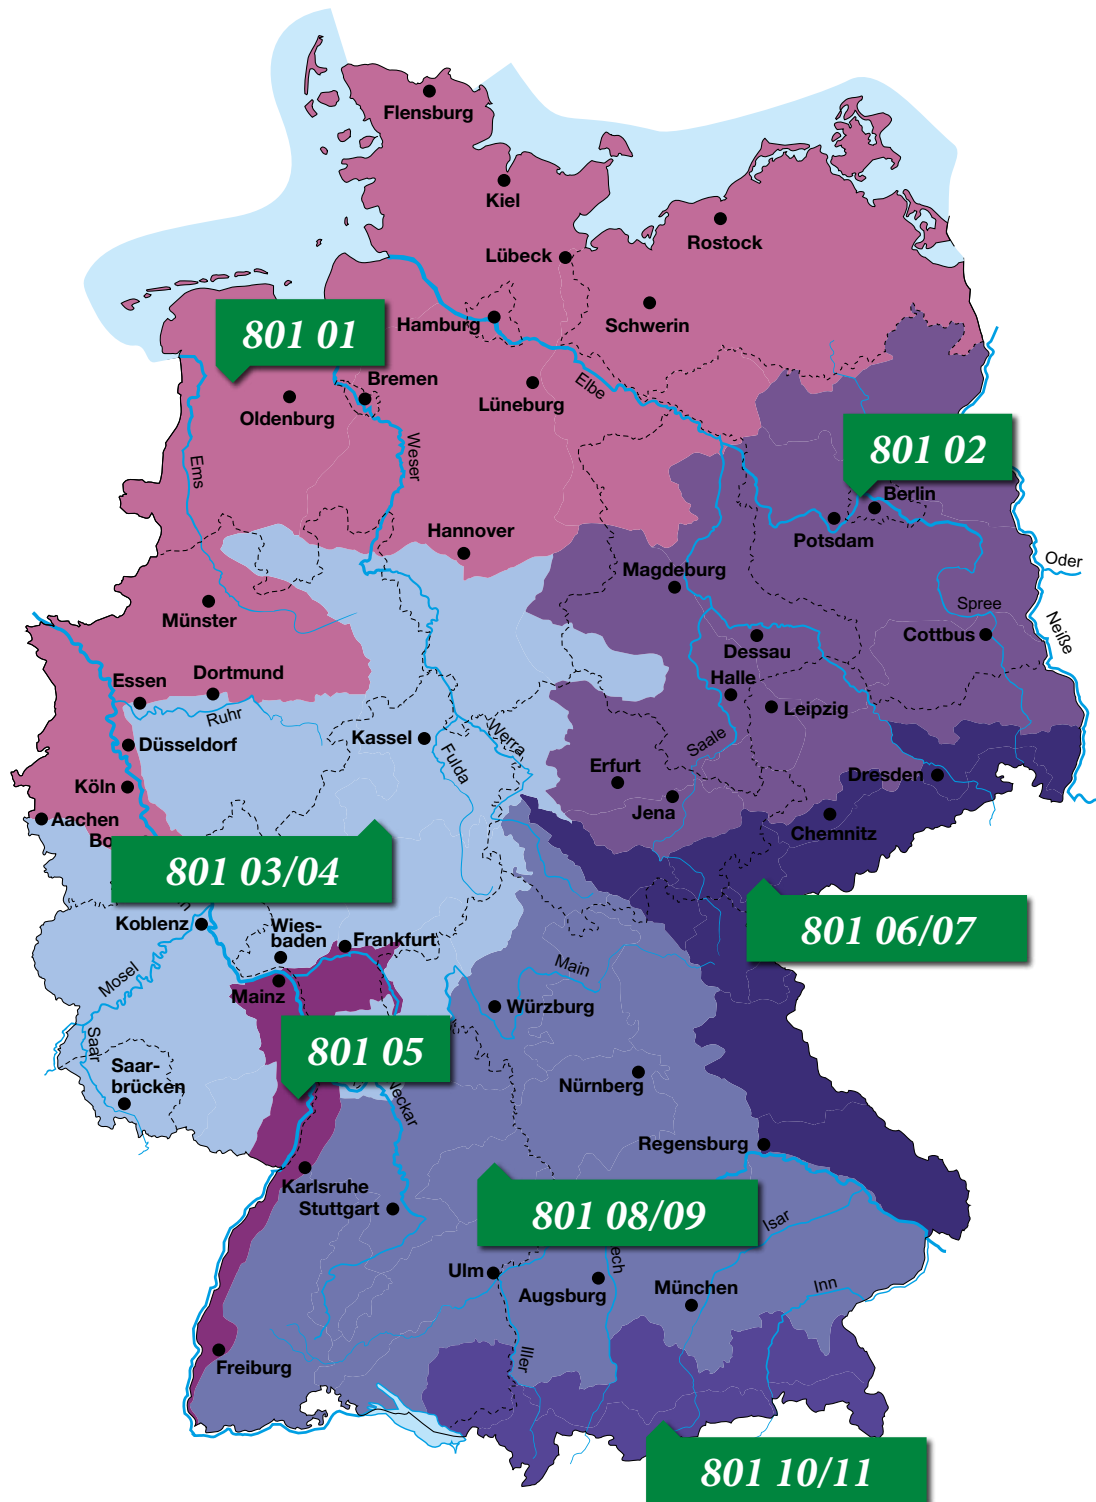 Flensburg
Kiel
Rostock
Lübeck
Schwerin
Hamburg
801 01
Bremen
Elbe
Lüneburg
Oldenburg
Weser
801 02
Ems
Berlin
Potsdam
Hannover
Oder
Magdeburg
Spree
Münster
Neiße
Cottbus
Dessau
Essen
Dortmund
Halle
Ruhr
Leipzig
Düsseldorf
Kassel
Fulda
Werra
Saale
Köln
Erfurt
Dresden
Jena
Aachen
Chemnitz
Bo
801 03/04
Koblenz
Wies-
baden
Frankfurt
801 06/07
Mosel
Main
Mainz
Würzburg
Saar
801 05
Saar-
brücken
Nürnberg
Neckar
Regensburg
Karlsruhe
Stuttgart
801 08/09
Isar
ech
Ulm
Augsburg
München
Inn
Iller
Freiburg
801 10/11